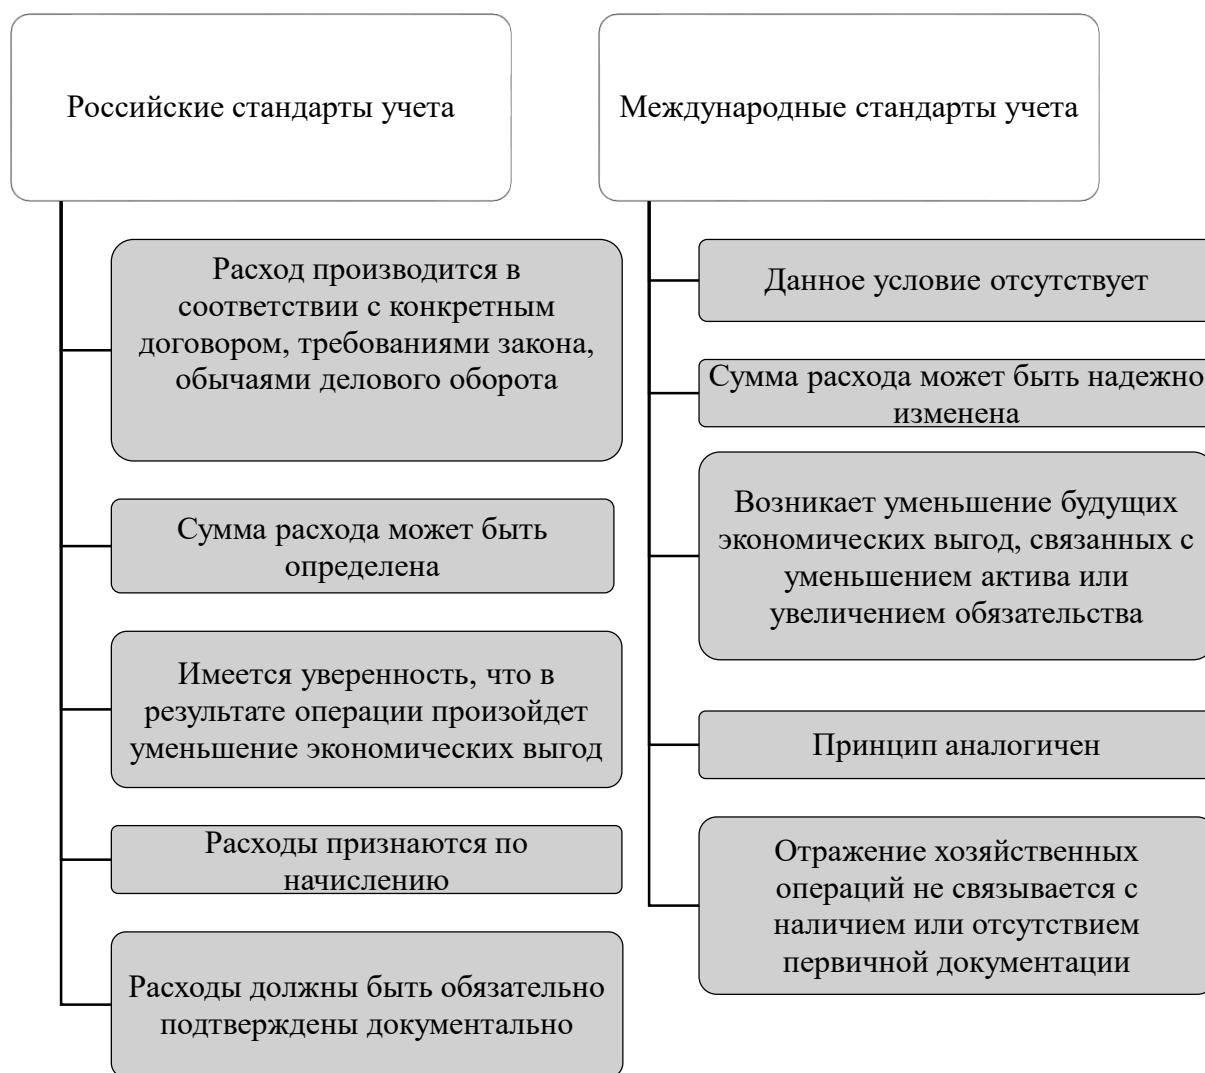 Российские стандарты учета
Расход производится в
соответствии с конкретным
договором, требованиями закона,
обычаями делового оборота
Сумма расхода может быть
определена
Имеется уверенность, что в
результате операции произойдет
уменьшение экономических выгод
Расходы признаются по
начислению
Расходы должны быть обязательно
подтверждены документально
Международные стандарты учета
Данное условие отсутствует
Сумма расхода может быть надежно
изменена
Возникает уменьшение будущих
экономических выгод, связанных с
уменьшением актива или
увеличением обязательства
Принцип аналогичен
Отражение хозяйственных
операций не связывается с
наличием или отсутствием
первичной документации